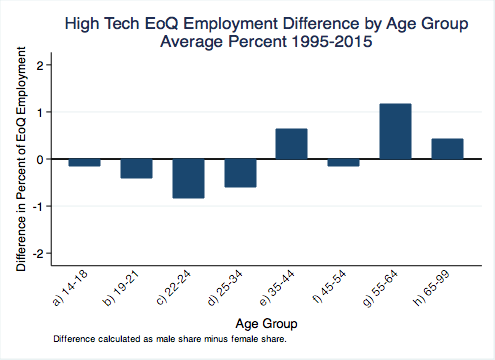 High Tech EoQ Employment Difference by Age Group
Average Percent 1995-2015
Difference in Percent of EoQ Employment
2
1
0
-1
-2
a) 14-18
b) 19-21
c) 22-24
d) 25-34
e) 35-44
f) 45-54
g) 55-64
h) 65-99
Age Group
Difference calculated as male share minus female share.